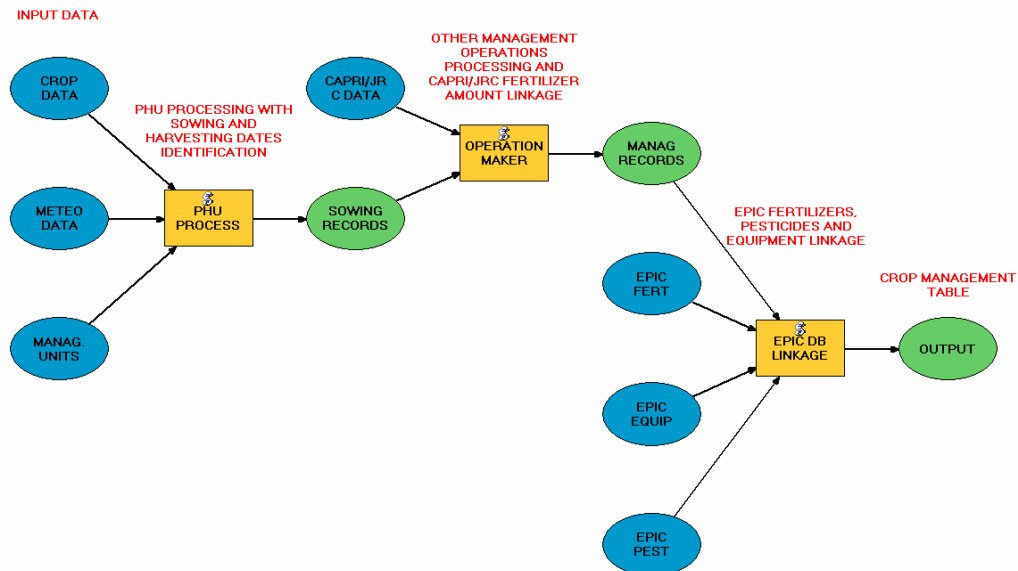 INPUT DATA
CROP
DATA
PHU PROCESSING WITH
SOWING AND
HARVESTING DATES
IDENTIFICATION
METEO
DATA
PHU
PROCESS
MANAG.
UNITS
SOWING
RECORDS
CAPRI/JR
C DATA
OTHER MANAGEMENT
OPERATIONS
PROCESSING AND
CAPRI/JRC FERTILIZER
AMOUNT LINKAGE
OPERATION
MAKER
MANAG
RECORDS
EPIC FERTILIZERS,
PESTICIDES AND
EQUIPMENT LINKAGE
EPIC
FERT
EPIC
EQUIP
EPIC
PEST
EPIC DB
LINKAGE
CROP MANAGEMENT
TABLE
OUTPUT